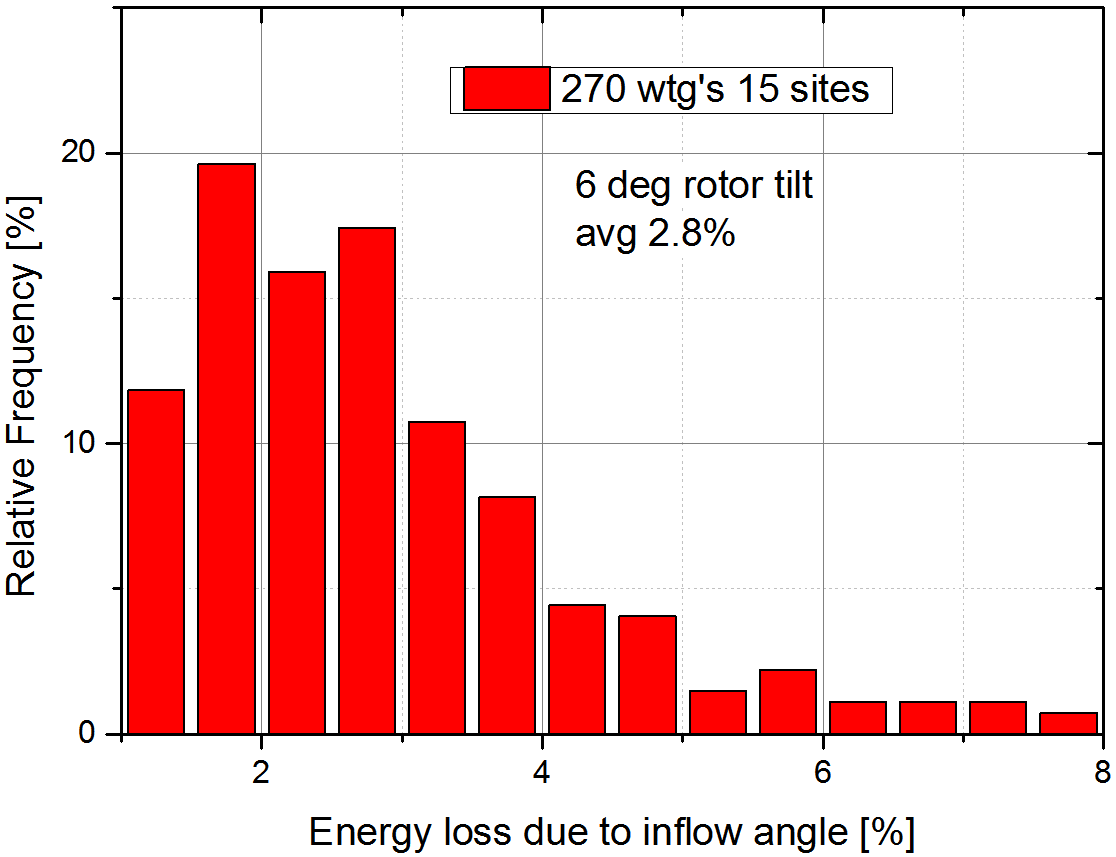 270 wtg's 15 sites
6 deg rotor tilt
avg 2.8%
Relative Frequency [%]
20
10
0
2 4 6 8
Energy loss due to inflow angle [%]